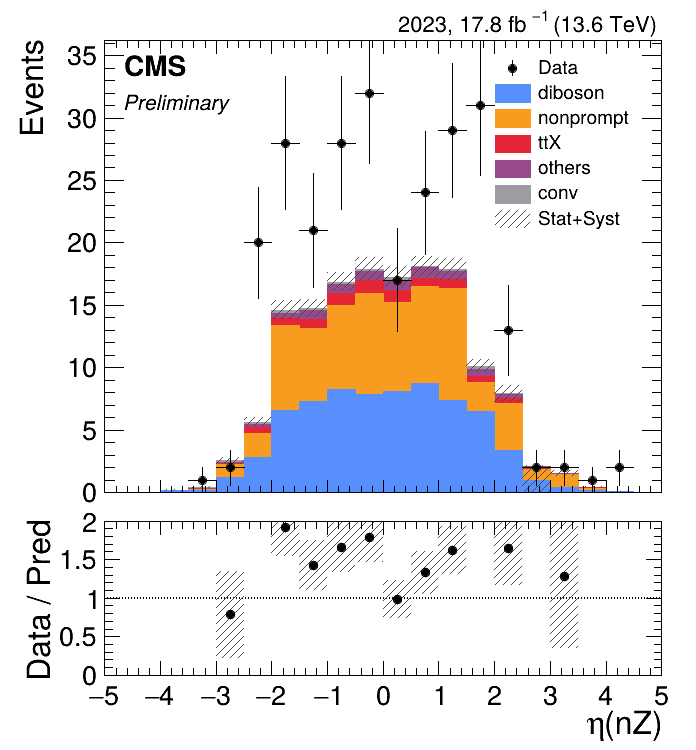 2023, 17.8 fb⁻¹ (13.6 TeV)
CMS
Preliminary
Events
35
30
25
20
15
10
5
0
Data
diboson
nonprompt
ttX
others
conv
Stat+Syst
Data / Pred
2
1.5
1
0.5
0
−5 −4 −3 −2 −1 0 1 2 3 4 5
η(nZ)